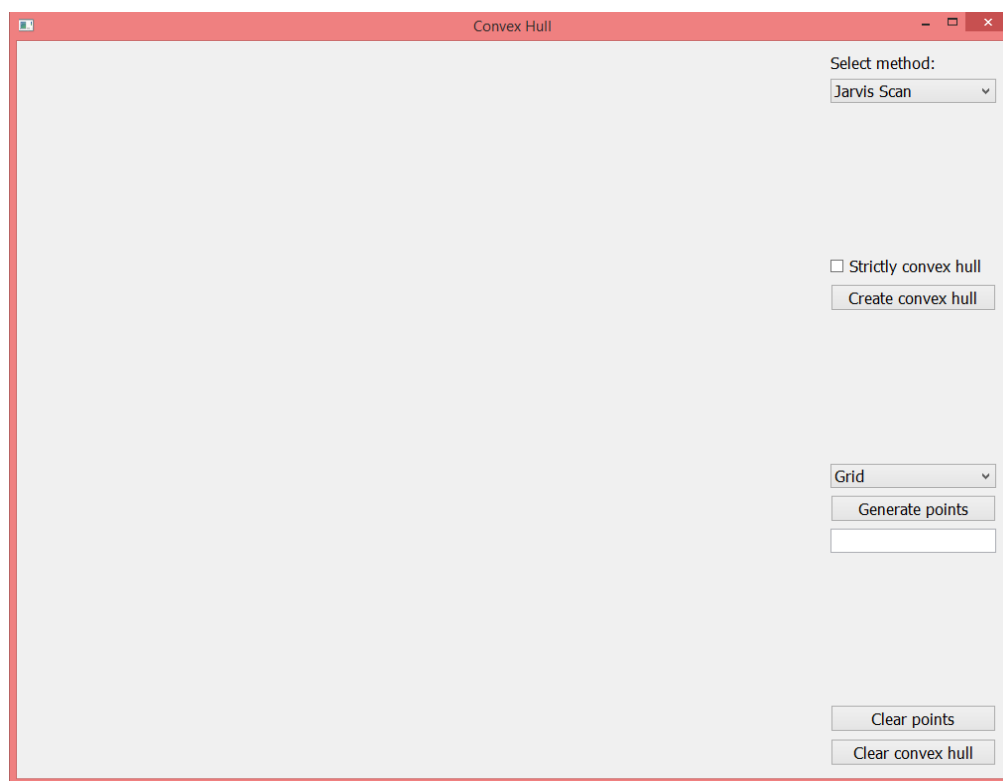 Convex Hull
Select method:
Jarvis Scan
Strictly convex hull
Create convex hull
Grid
Generate points
Clear points
Clear convex hull